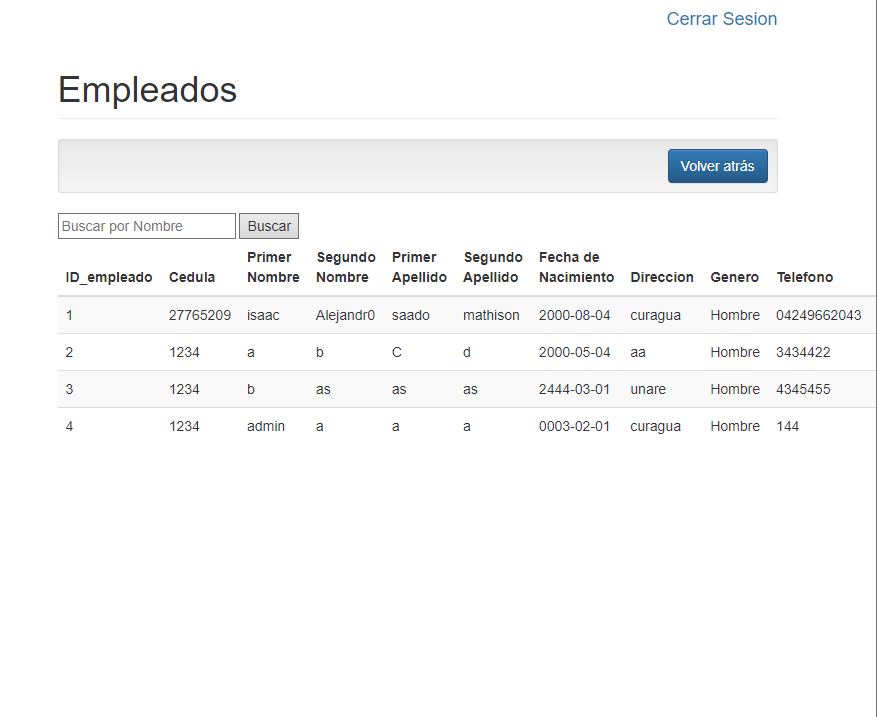 Cerrar Sesion
Empleados
Volver atrás
Buscar por Nombre Buscar
ID_empleado Cedula Primer Nombre Segundo Nombre Primer Apellido Segundo Apellido Fecha de Nacimiento Direccion Genero Telefono
1 27765209 isaac Alejandr0 saado mathison 2000-08-04 curagua Hombre 04249662043
2 1234 a b C d 2000-05-04 aa Hombre 3434422
3 1234 b as as as 2444-03-01 unare Hombre 4345455
4 1234 admin a a a 0003-02-01 curagua Hombre 144